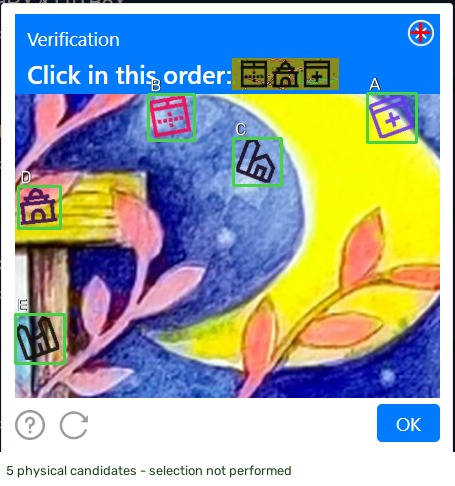 Verification
Click in this order:
B
A
C
D
E
OK
5 physical candidates - selection not performed